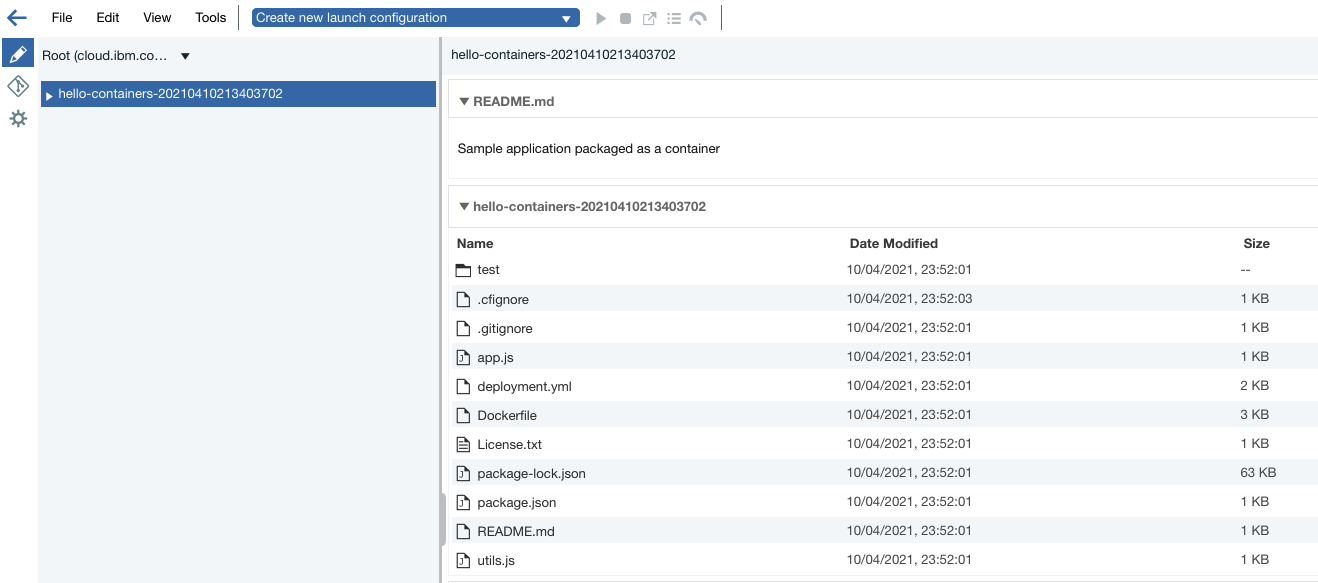 File Edit View Tools Create new launch configuration
Root (cloud.ibm.co...
hello-containers-20210410213403702
hello-containers-20210410213403702
README.md
Sample application packaged as a container
hello-containers-20210410213403702
Name Date Modified Size
test 10/04/2021, 23:52:01 --
.cfignore 10/04/2021, 23:52:03 1 KB
.gitignore 10/04/2021, 23:52:01 1 KB
app.js 10/04/2021, 23:52:01 1 KB
deployment.yml 10/04/2021, 23:52:01 2 KB
Dockerfile 10/04/2021, 23:52:01 3 KB
License.txt 10/04/2021, 23:52:01 1 KB
package-lock.json 10/04/2021, 23:52:01 63 KB
package.json 10/04/2021, 23:52:01 1 KB
README.md 10/04/2021, 23:52:01 1 KB
utils.js 10/04/2021, 23:52:01 1 KB